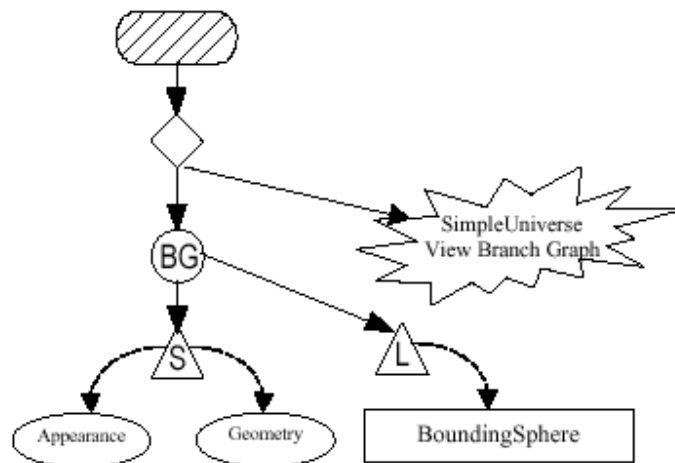 SimpleUniverse
View Branch Graph
BG
S
L
Appearance
Geometry
BoundingSphere